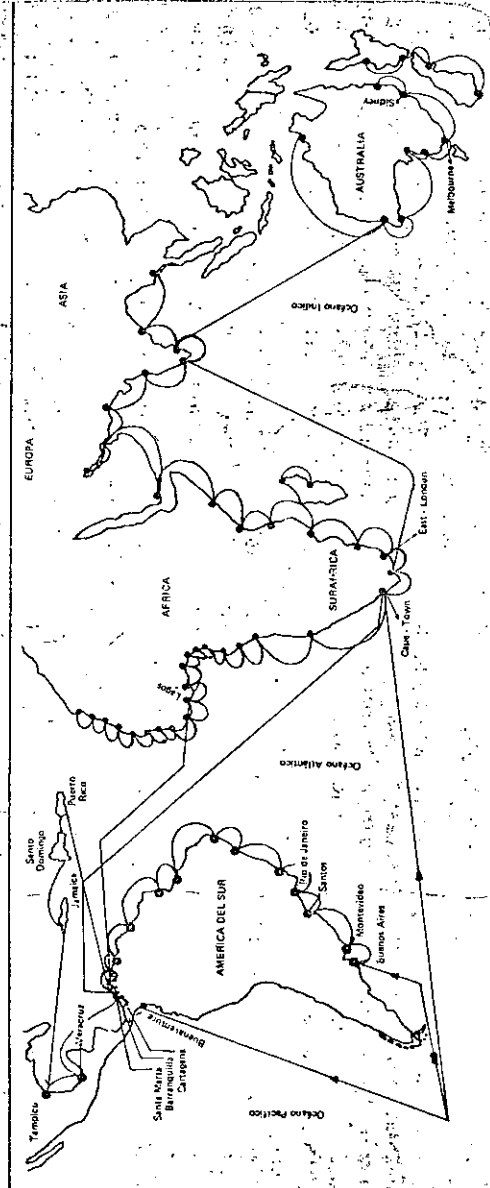 EUROPA
ASIA
AFRICA
SURAFRICA
AUSTRALIA
AMERICA DEL SUR
Tampico
Veracruz
Santo
Domingo
Jamaica
Puerto
Rico
Santa Marta
Barranquilla
Cartagena
Buenaventura
Lagos
Rio de Janeiro
Santos
Montevideo
Buenos Aires
Océano Pacífico
Océano Atlántico
Océano Indico
Cape - Town
East - London
Sidney
Melbourne